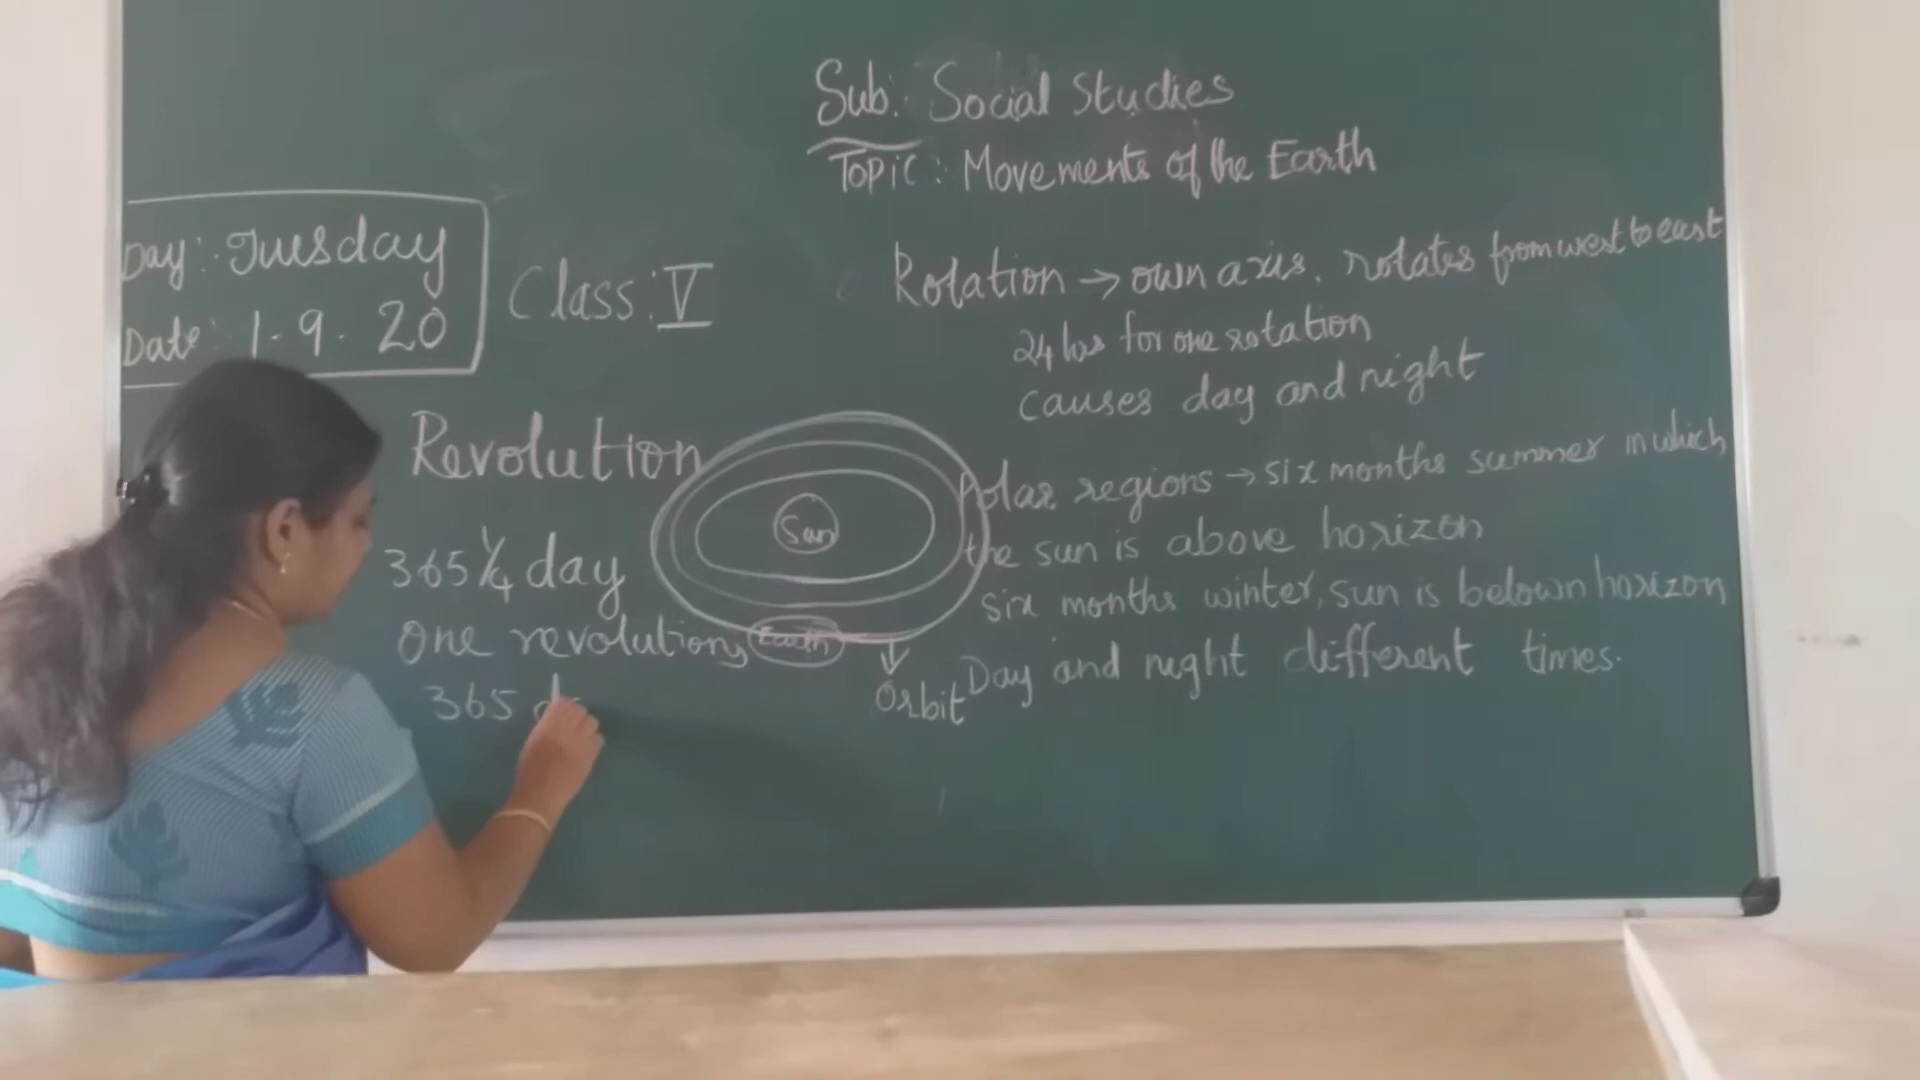 Sub: Social Studies
Topic: Movements of the Earth
Day: Tuesday
Date: 1.9.20
Class: V
Rotation → own axis. rotates from west to east
24 hrs for one rotation
causes day and night
Polar regions → six months summer in which
the sun is above horizon
six months winter, sun is belown horizon
Day and night different times.
Revolution
365 1/4 day
One revolution
365
Sun
Earth
Orbit